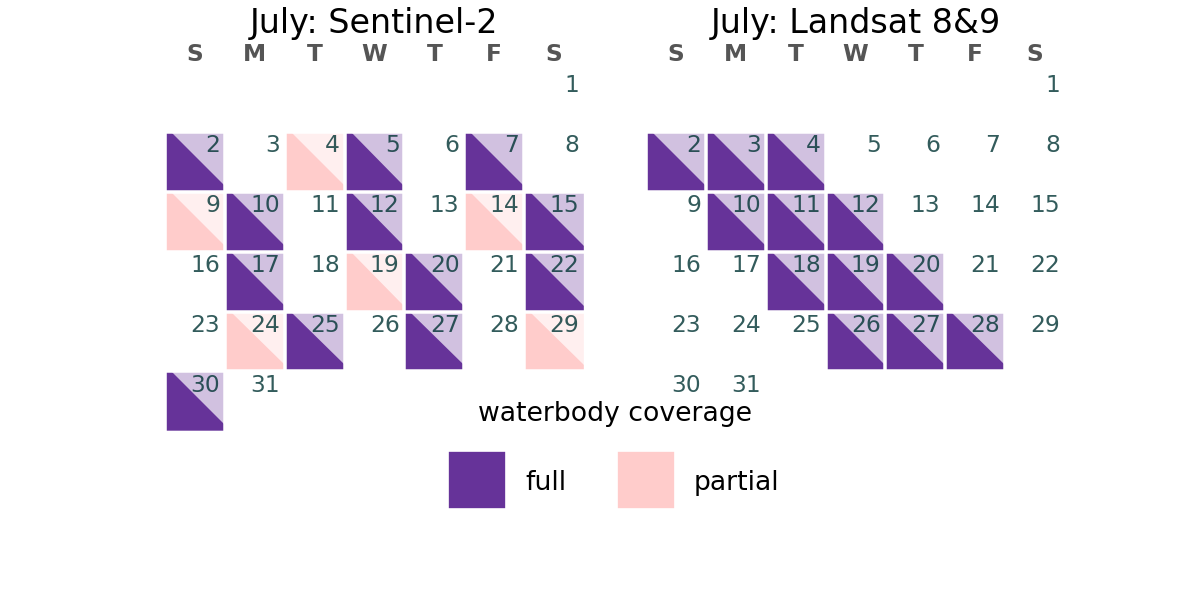 July: Sentinel-2
S M T W T F S
1
2 3 4 5 6 7 8
9 10 11 12 13 14 15
16 17 18 19 20 21 22
23 24 25 26 27 28 29
30 31
July: Landsat 8&9
S M T W T F S
1
2 3 4 5 6 7 8
9 10 11 12 13 14 15
16 17 18 19 20 21 22
23 24 25 26 27 28 29
30 31
waterbody coverage
full partial